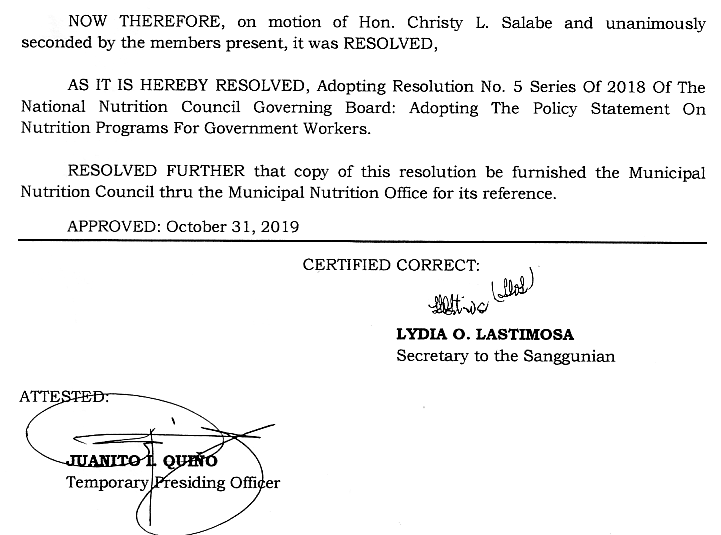 NOW THEREFORE, on motion of Hon. Christy L. Salabe and unanimously
seconded by the members present, it was RESOLVED,
AS IT IS HEREBY RESOLVED, Adopting Resolution No. 5 Series Of 2018 Of The
National Nutrition Council Governing Board: Adopting The Policy Statement On
Nutrition Programs For Government Workers.
RESOLVED FURTHER that copy of this resolution be furnished the Municipal
Nutrition Council thru the Municipal Nutrition Office for its reference.
APPROVED: October 31, 2019
CERTIFIED CORRECT:
LYDIA O. LASTIMOSA
Secretary to the Sanggunian
ATTESTED:
JUANITO I. QUIÑO
Temporary Presiding Officer